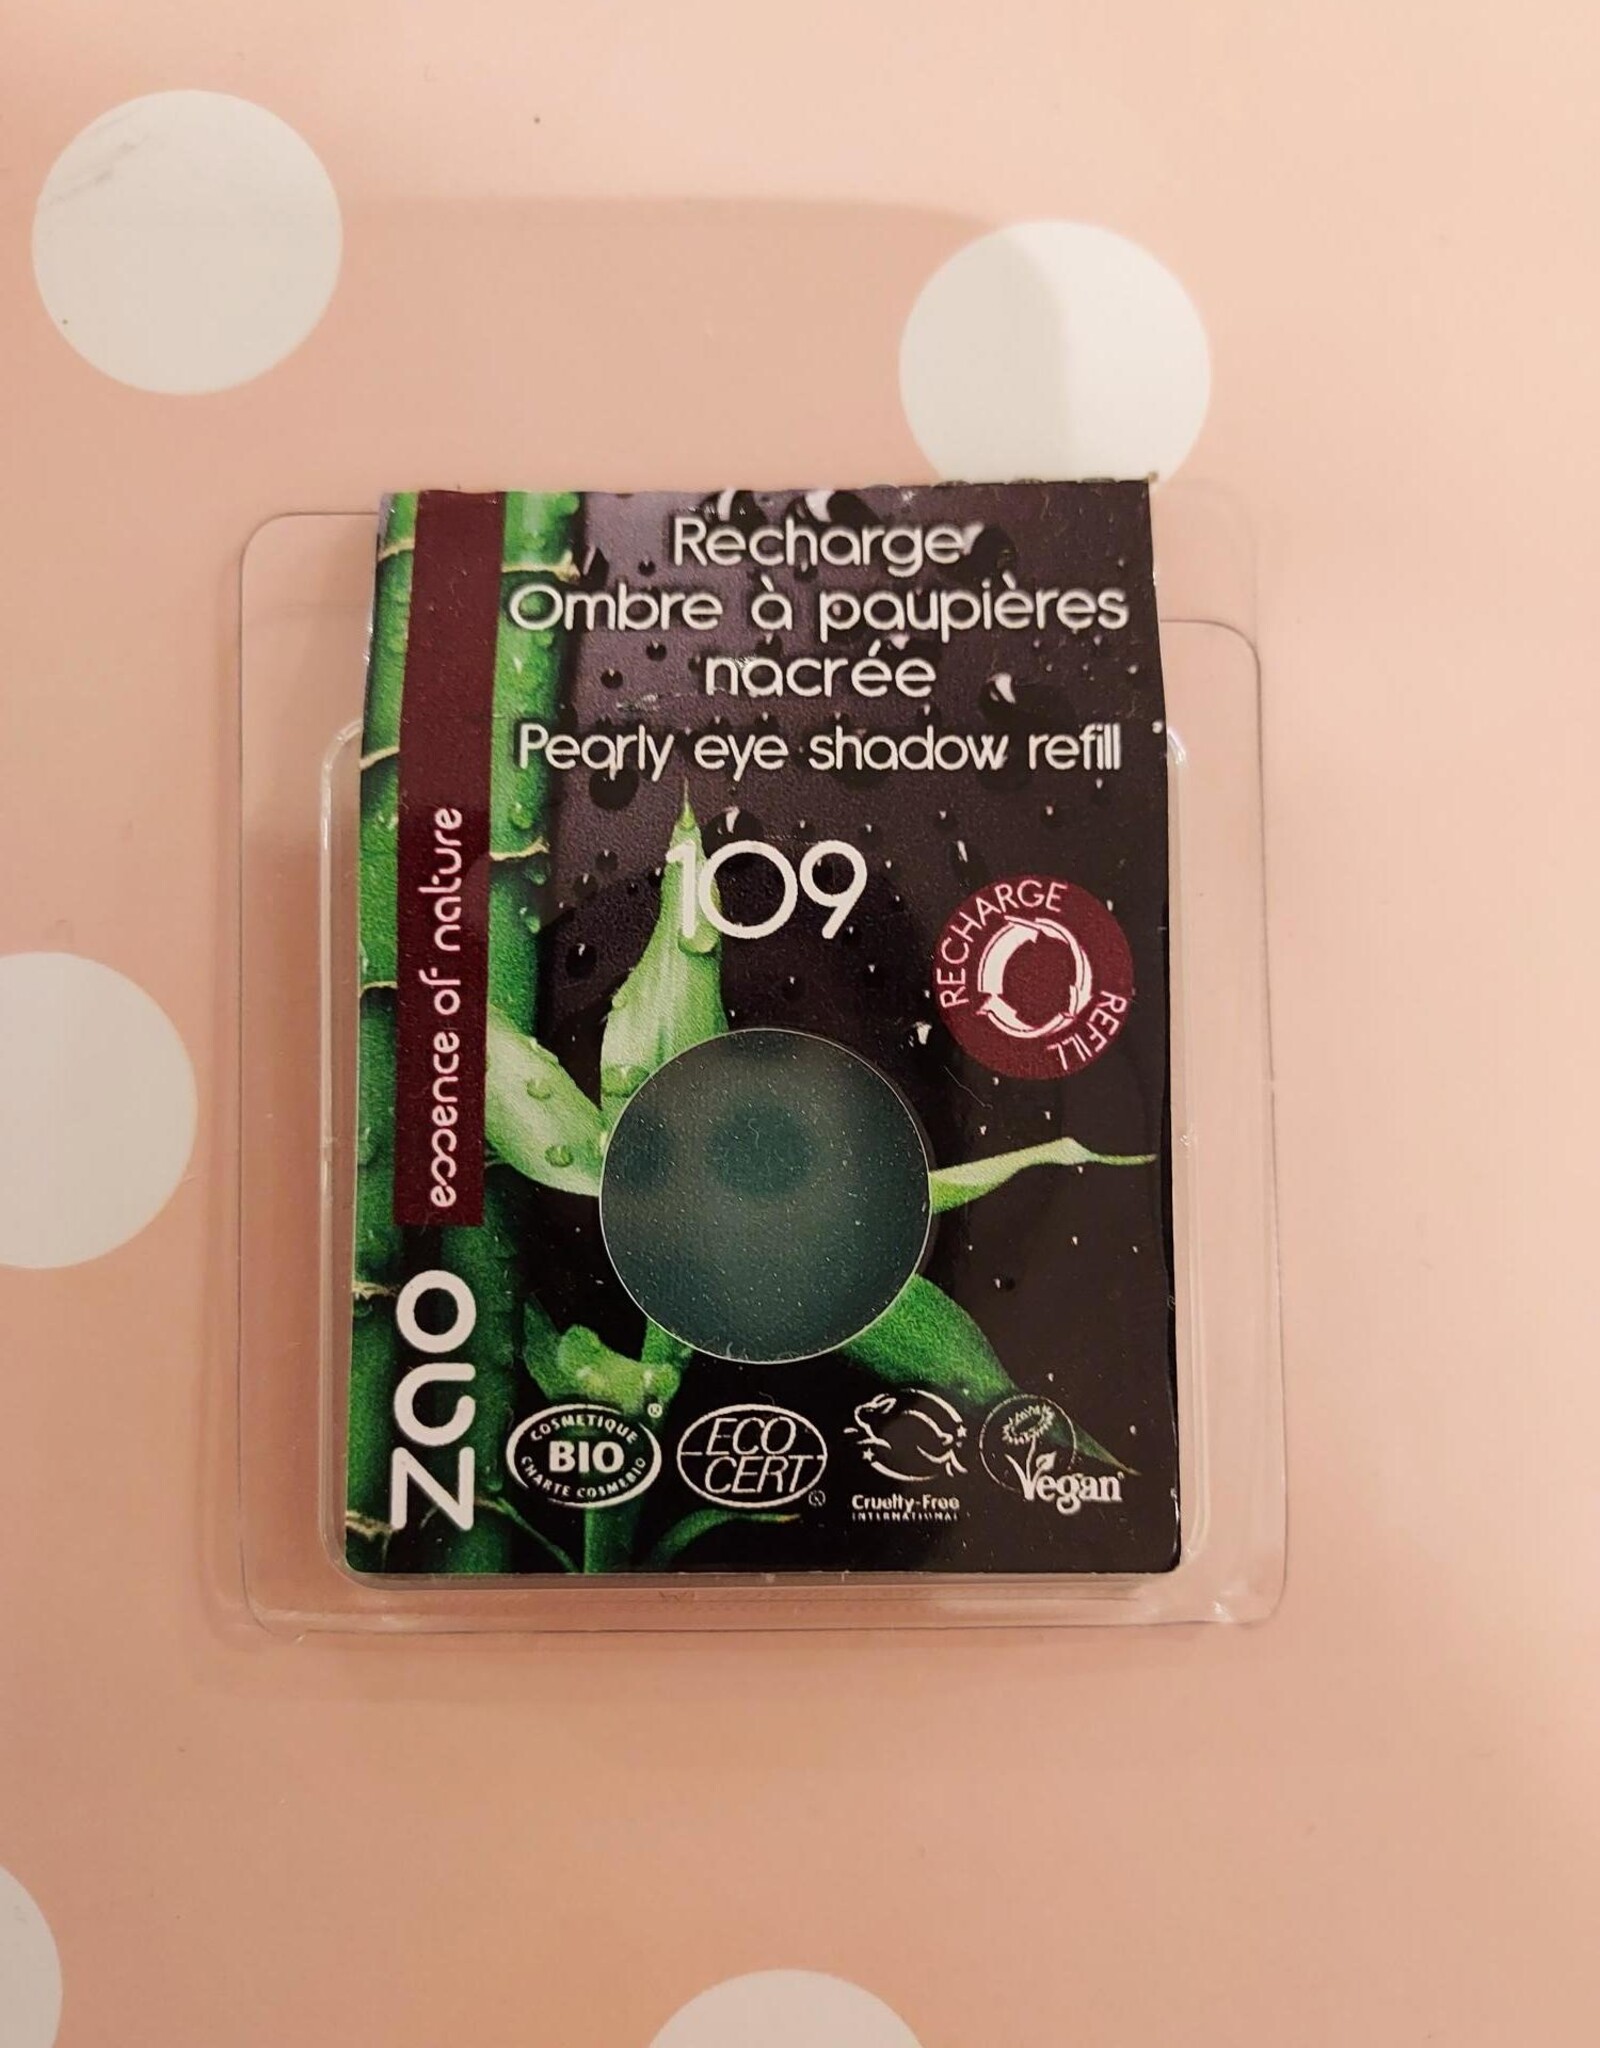 Recharge
Ombre à paupières
nacrée
Pearly eye shadow refill
109
RECHARGE
REFILL
essence of nature
zao
COSMETIQUE
BIO
CHARTE COSMEBIO
®
ECO
CERT
®
Cruelty-Free
INTERNATIONAL
Vegan